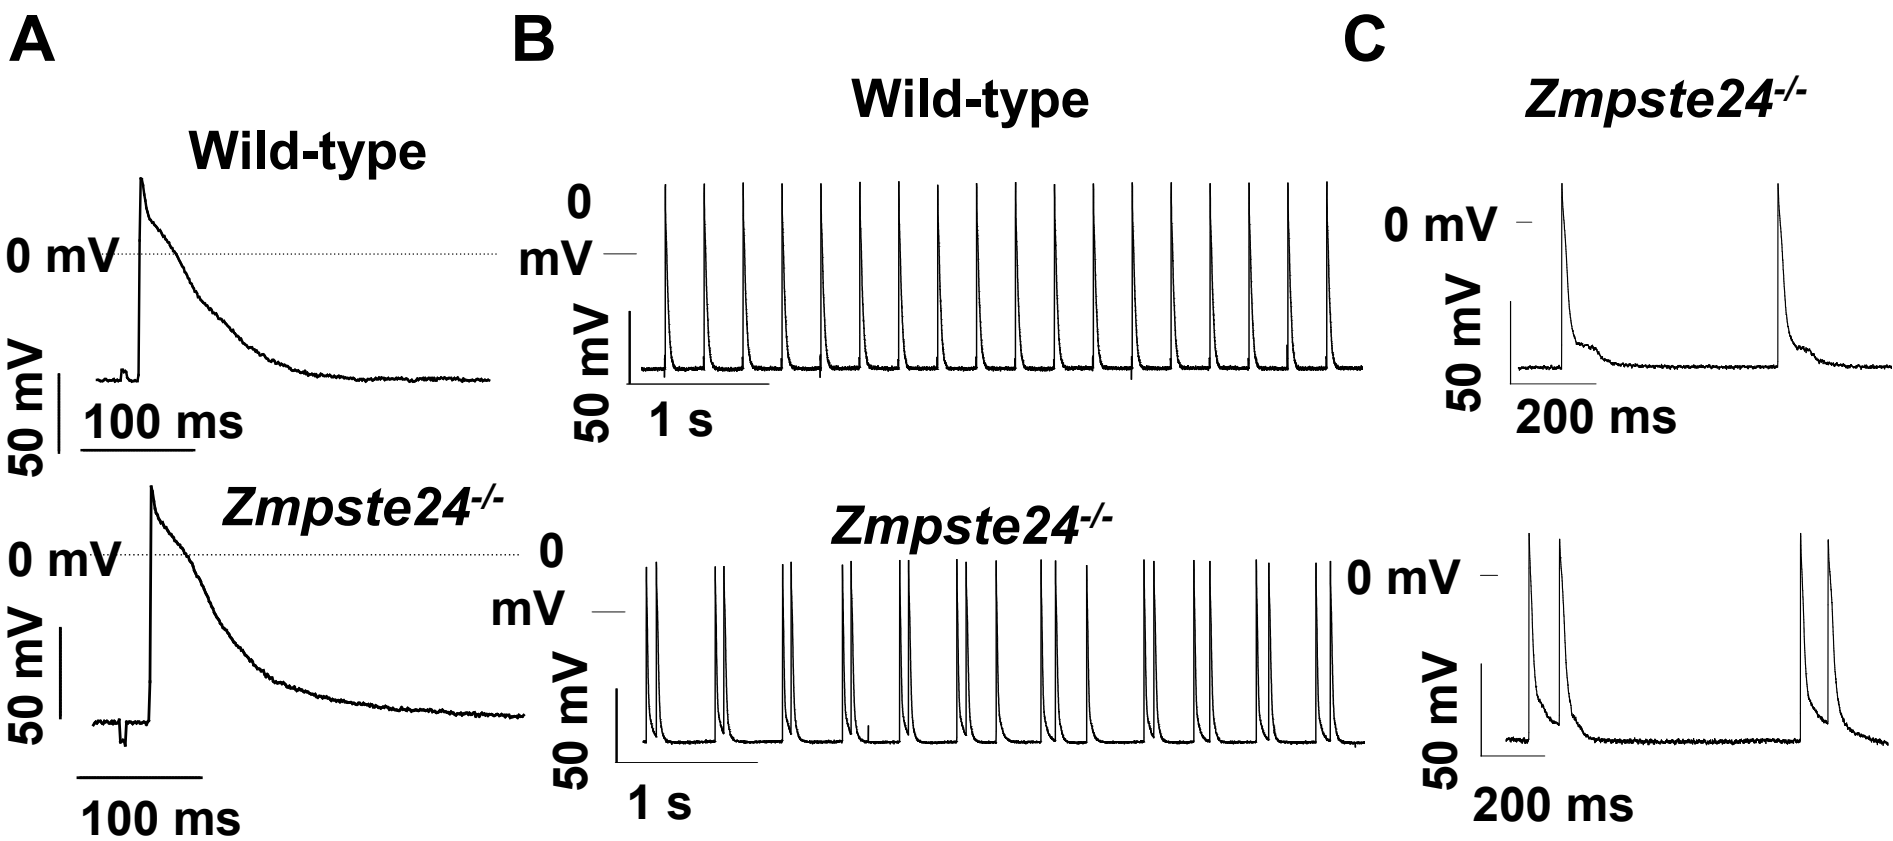 A
Wild-type
0 mV
50 mV
100 ms
Zmpste24-/-
0 mV
50 mV
100 ms
B
Wild-type
0
mV
50 mV
1 s
Zmpste24-/-
0
mV
50 mV
1 s
C
Zmpste24-/-
0 mV
50 mV
200 ms
0 mV
50 mV
200 ms